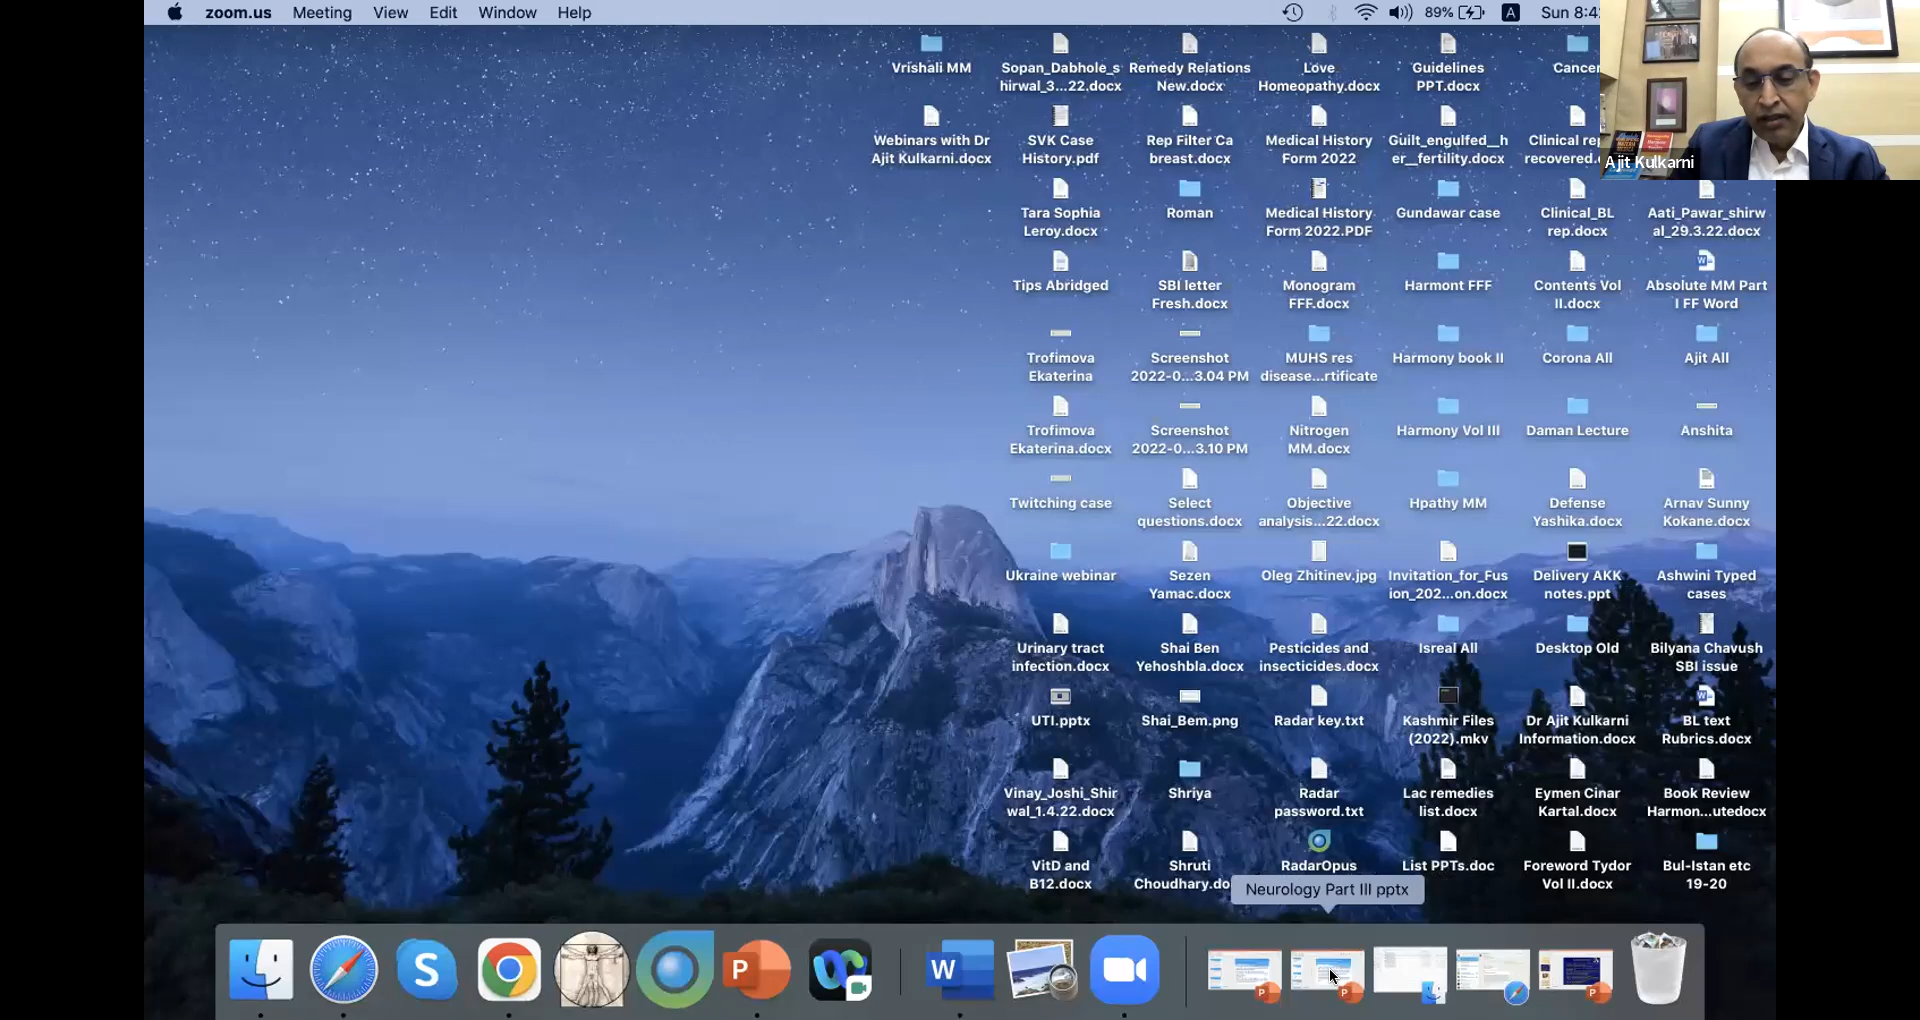 zoom.us Meeting View Edit Window Help
89% A Sun 8:4
Vrishali MM
Sopan_Dabhole_s
hirwal_3...22.docx
Remedy Relations
New.docx
Love
Homeopathy.docx
Guidelines
PPT.docx
Cancer
Webinars with Dr
Ajit Kulkarni.docx
SVK Case
History.pdf
Rep Filter Ca
breast.docx
Medical History
Form 2022
Guilt_engulfed__h
er__fertility.docx
Clinical rep
recovered.
Ajit Kulkarni
Tara Sophia
Leroy.docx
Roman
Medical History
Form 2022.PDF
Gundawar case
Clinical_BL
rep.docx
Aati_Pawar_shirw
al_29.3.22.docx
Tips Abridged
SBI letter
Fresh.docx
Monogram
FFF.docx
Harmont FFF
Contents Vol
II.docx
Absolute MM Part
I FF Word
Trofimova
Ekaterina
Screenshot
2022-0...3.04 PM
MUHS res
disease...rtificate
Harmony book II
Corona All
Ajit All
Trofimova
Ekaterina.docx
Screenshot
2022-0...3.10 PM
Nitrogen
MM.docx
Harmony Vol III
Daman Lecture
Anshita
Twitching case
Select
questions.docx
Objective
analysis...22.docx
Hpathy MM
Defense
Yashika.docx
Arnav Sunny
Kokane.docx
Ukraine webinar
Sezen
Yamac.docx
Oleg Zhitinev.jpg
Invitation_for_Fus
ion_202...on.docx
Delivery AKK
notes.ppt
Ashwini Typed
cases
Urinary tract
infection.docx
Shai Ben
Yehoshbla.docx
Pesticides and
insecticides.docx
Isreal All
Desktop Old
Bilyana Chavush
SBI issue
UTI.pptx
Shai_Bem.png
Radar key.txt
Kashmir Files
(2022).mkv
Dr Ajit Kulkarni
Information.docx
BL text
Rubrics.docx
Vinay_Joshi_Shir
wal_1.4.22.docx
Shriya
Radar
password.txt
Lac remedies
list.docx
Eymen Cinar
Kartal.docx
Book Review
Harmon...utedocx
VitD and
B12.docx
Shruti
Choudhary.do
RadarOpus
List PPTs.doc
Foreword Tydor
Vol II.docx
Bul-Istan etc
19-20
Neurology Part III pptx